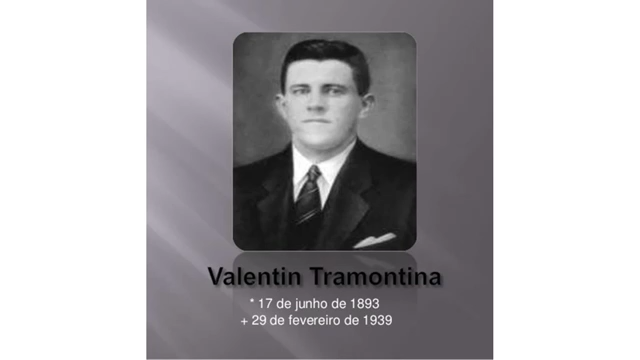 Valentin Tramontina
* 17 de junho de 1893
+ 29 de fevereiro de 1939